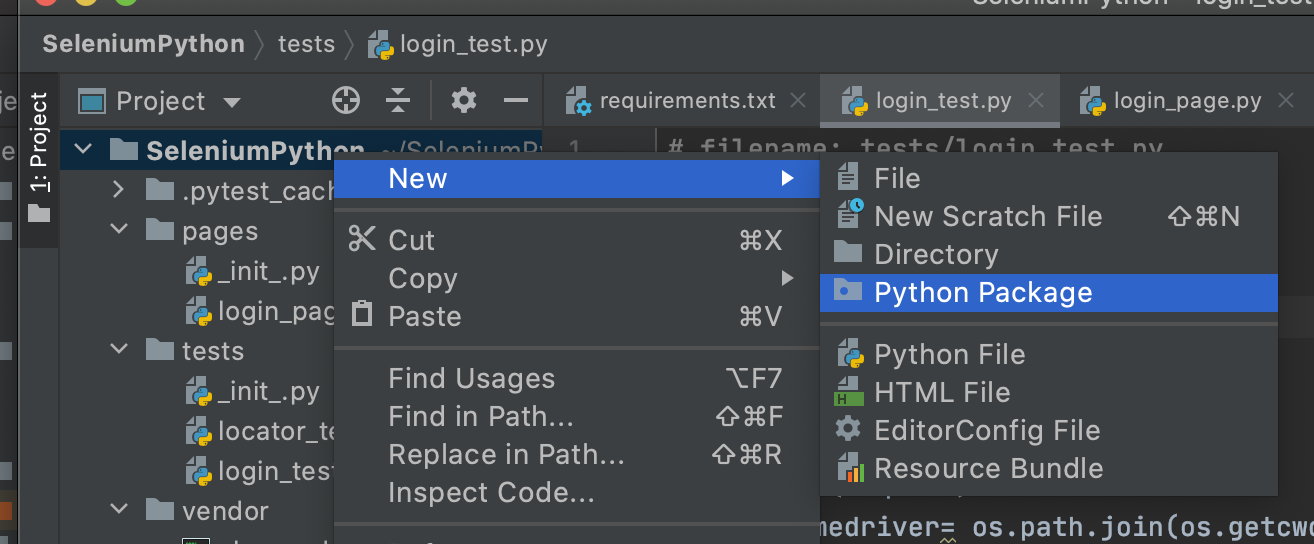 SeleniumPython > tests > login_test.py
1: Project
Project
requirements.txt
login_test.py
login_page.py
SeleniumPython
1
# filename: tests/login_test.py
.pytest_cach
pages
_init_.py
login_pag
tests
_init_.py
locator_te
login_test
vendor
New
Cut ⌘X
Copy
Paste ⌘V
Find Usages ⌥F7
Find in Path... ⇧⌘F
Replace in Path... ⇧⌘R
Inspect Code...
File
New Scratch File ⇧⌘N
Directory
Python Package
Python File
HTML File
EditorConfig File
Resource Bundle
medriver= os.path.join(os.getcwd